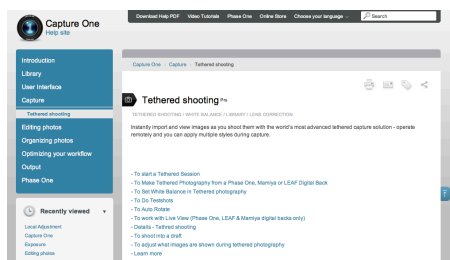 Capture One
Help site
Download Help PDF Video Tutorials Phase One Online Store Choose your language
Search
Introduction
Library
User Interface
Capture
Tethered shooting
Editing photos
Organizing photos
Optimizing your workflow
Output
Phase One
Recently viewed
Local Adjustment
Capture One
Exposure
Editing photos
Capture One Capture Tethered shooting
Tethered shooting Pro
TETHERED SHOOTING / WHITE BALANCE / LIBRARY / LENS CORRECTION
Instantly import and view images as you shoot them with the world's most advanced tethered capture solution - operate
remotely and you can apply multiple styles during capture.
- To start a Tethered Session
- To Make Tethered Photography from a Phase One, Mamiya or LEAF Digital Back
- To Set White Balance in Tethered photography
- To Do Testshots
- To Auto Rotate
- To work with Live View (Phase One, LEAF & Mamiya digital backs only)
- Details - Tethred shooting
- To shoot into a draft
- To adjust what images are shown during tethered photography
- Learn more